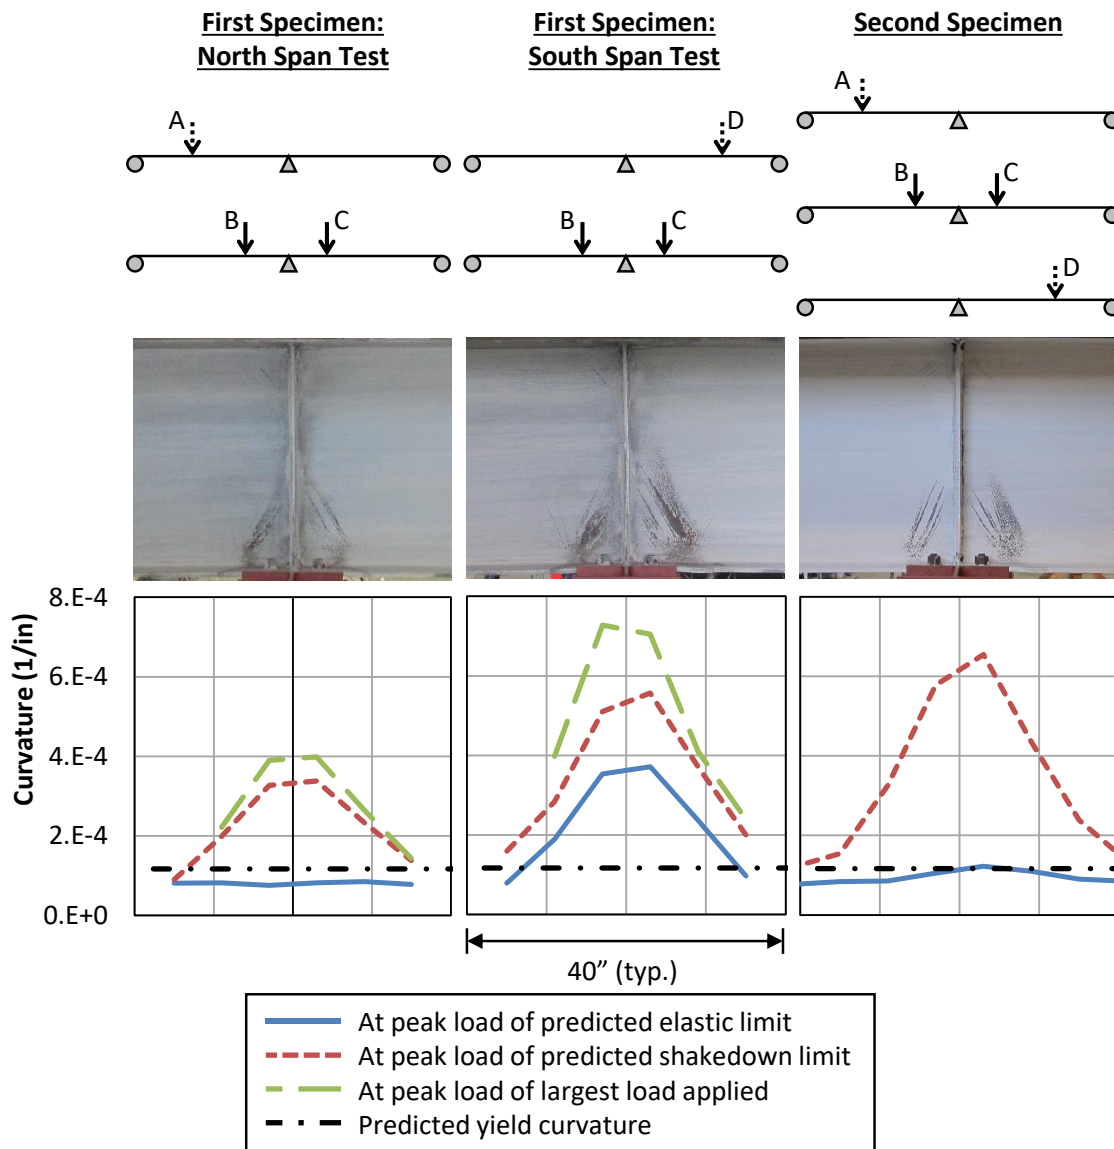 First Specimen:
North Span Test
First Specimen:
South Span Test
Second Specimen
A
D
A
B
C
B
C
B
C
D
8.E-4
6.E-4
4.E-4
2.E-4
0.E+0
Curvature (1/in)
40” (typ.)
At peak load of predicted elastic limit
At peak load of predicted shakedown limit
At peak load of largest load applied
Predicted yield curvature